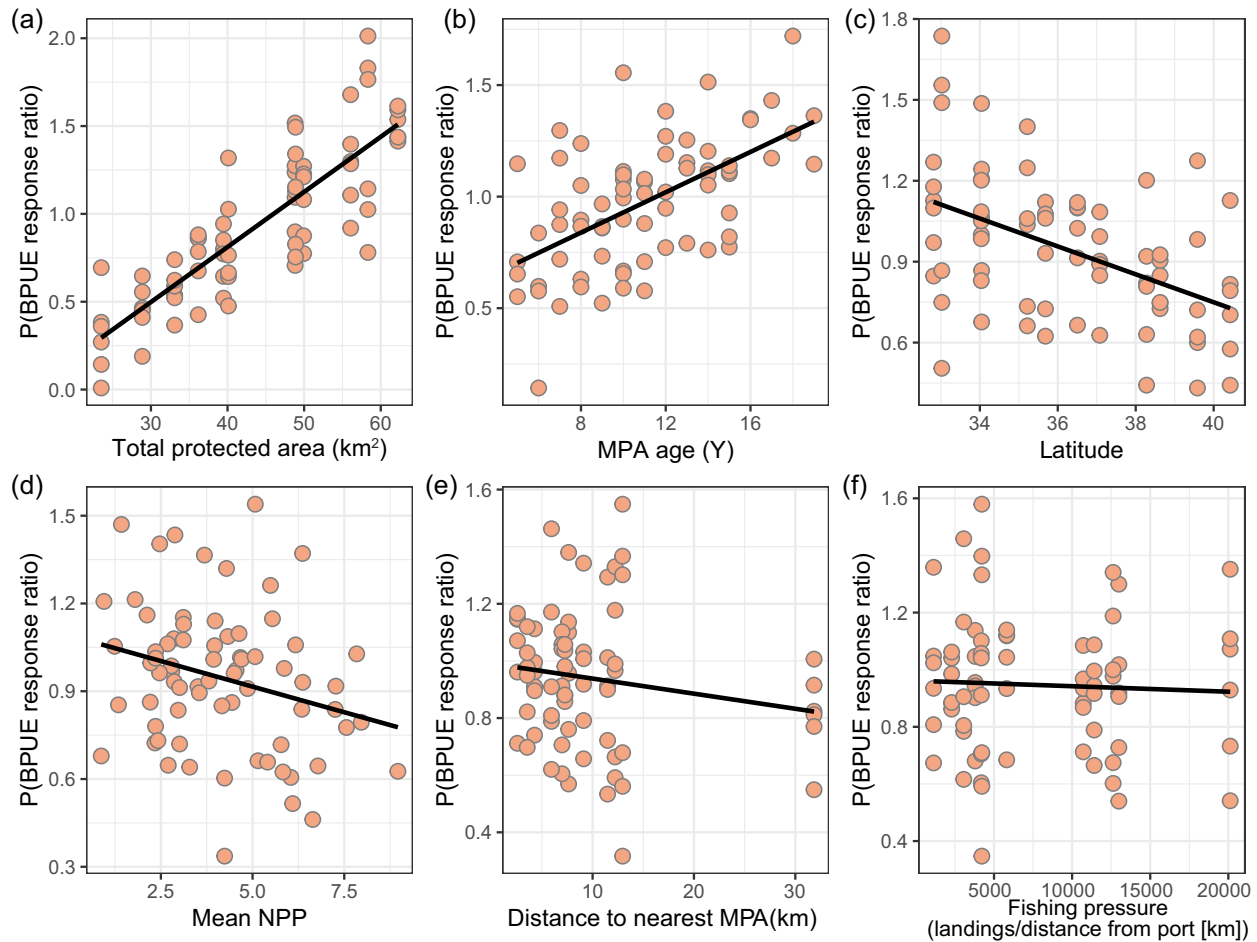 (a)
P(BPUE response ratio)
2.0
1.5
1.0
0.5
0.0
30 40 50 60
Total protected area (km²)
(b)
P(BPUE response ratio)
1.5
1.0
0.5
8 12 16
MPA age (Y)
(c)
P(BPUE response ratio)
1.8
1.5
1.2
0.9
0.6
34 36 38 40
Latitude
(d)
P(BPUE response ratio)
1.5
1.2
0.9
0.6
0.3
2.5 5.0 7.5
Mean NPP
(e)
P(BPUE response ratio)
1.6
1.2
0.8
0.4
10 20 30
Distance to nearest MPA(km)
(f)
P(BPUE response ratio)
1.6
1.2
0.8
0.4
5000 10000 15000 20000
Fishing pressure
(landings/distance from port [km])